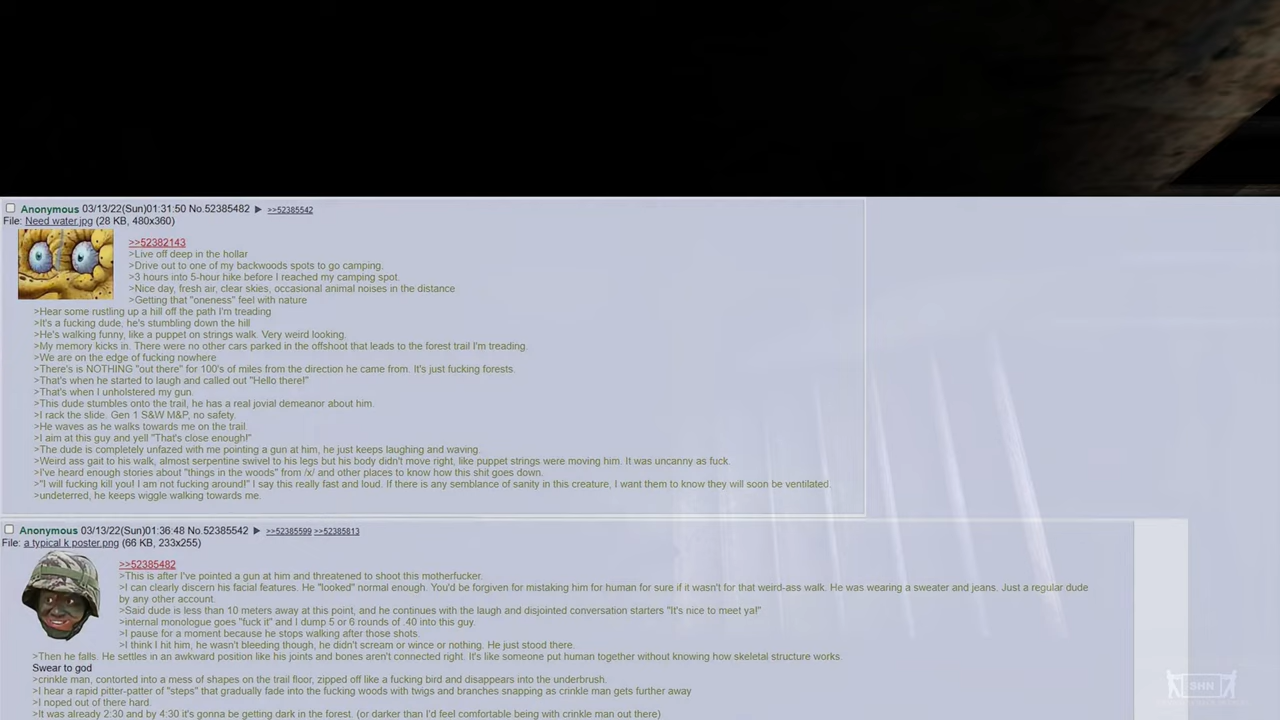 Anonymous 03/13/22(Sun)01:31:50 No.52385482 ▶ >>52385542
File: Need water.jpg (28 KB, 480x360)
>>52382143
>Live off deep in the hollar
>Drive out to one of my backwoods spots to go camping.
>3 hours into 5-hour hike before I reached my camping spot.
>Nice day, fresh air, clear skies, occasional animal noises in the distance
>Getting that "oneness" feel with nature
>Hear some rustling up a hill off the path I'm treading
>It's a fucking dude, he's stumbling down the hill
>He's walking funny, like a puppet on strings walk. Very weird looking.
>My memory kicks in. There were no other cars parked in the offshoot that leads to the forest trail I'm treading.
>We are on the edge of fucking nowhere
>There's is NOTHING "out there" for 100's of miles from the direction he came from. It's just fucking forests.
>That's when he started to laugh and called out "Hello there!"
>That's when I unholstered my gun.
>This dude stumbles onto the trail, he has a real jovial demeanor about him.
>I rack the slide. Gen 1 S&W M&P, no safety.
>He waves as he walks towards me on the trail.
>I aim at this guy and yell "That's close enough!"
>The dude is completely unfazed with me pointing a gun at him, he just keeps laughing and waving.
>Weird ass gait to his walk, almost serpentine swivel to his legs but his body didn't move right, like puppet strings were moving him. It was uncanny as fuck.
>I've heard enough stories about "things in the woods" from /x/ and other places to know how this shit goes down.
>"I will fucking kill you! I am not fucking around!" I say this really fast and loud. If there is any semblance of sanity in this creature, I want them to know they will soon be ventilated.
>undeterred, he keeps wiggle walking towards me.
Anonymous 03/13/22(Sun)01:36:48 No.52385542 ▶ >>52385599 >>52385813
File: a typical k poster.png (66 KB, 233x255)
>>52385482
>This is after I've pointed a gun at him and threatened to shoot this motherfucker.
>I can clearly discern his facial features. He "looked" normal enough. You'd be forgiven for mistaking him for human for sure if it wasn't for that weird-ass walk. He was wearing a sweater and jeans. Just a regular dude
by any other account.
>Said dude is less than 10 meters away at this point, and he continues with the laugh and disjointed conversation starters "It's nice to meet ya!"
>internal monologue goes "fuck it" and I dump 5 or 6 rounds of .40 into this guy.
>I pause for a moment because he stops walking after those shots.
>I think I hit him, he wasn't bleeding though, he didn't scream or wince or nothing. He just stood there.
>Then he falls. He settles in an awkward position like his joints and bones aren't connected right. It's like someone put human together without knowing how skeletal structure works.
Swear to god
>crinkle man, contorted into a mess of shapes on the trail floor, zipped off like a fucking bird and disappears into the underbrush.
>I hear a rapid pitter-patter of "steps" that gradually fade into the fucking woods with twigs and branches snapping as crinkle man gets further away
>I noped out of there hard.
>It was already 2:30 and by 4:30 it's gonna be getting dark in the forest. (or darker than I'd feel comfortable being with crinkle man out there)
SHN